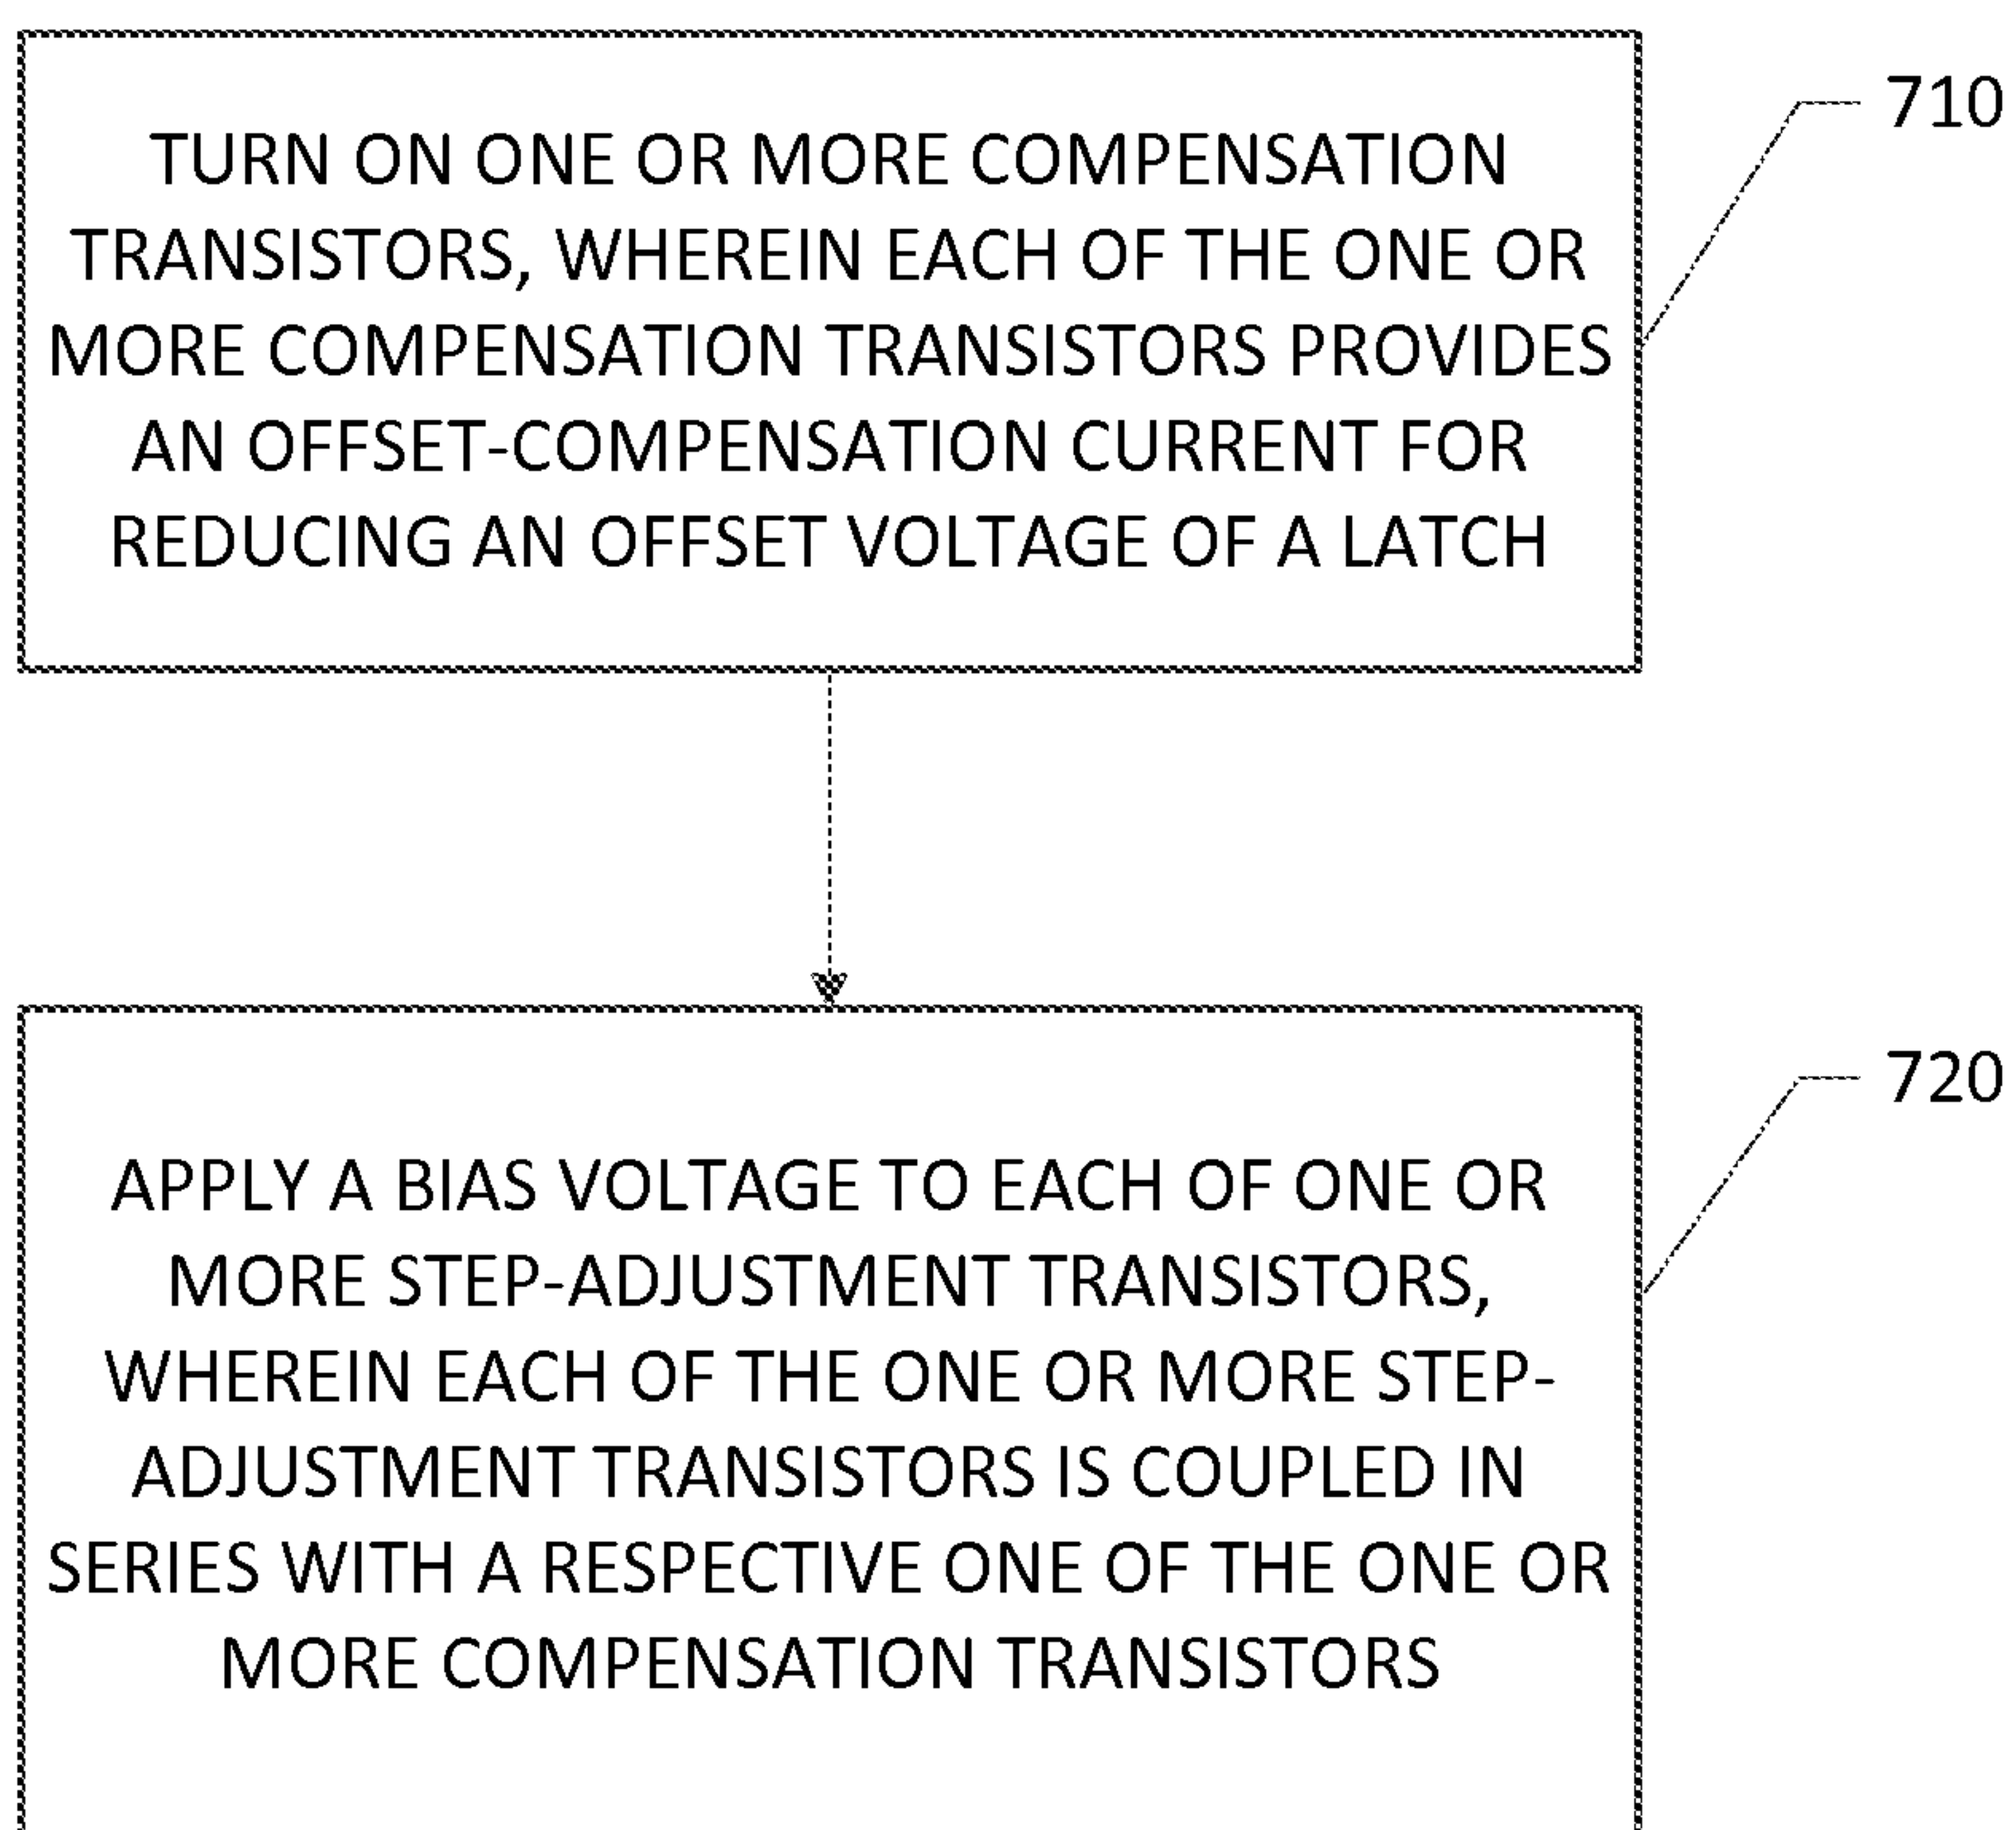 TURN ON ONE OR MORE COMPENSATION
TRANSISTORS, WHEREIN EACH OF THE ONE OR
MORE COMPENSATION TRANSISTORS PROVIDES
AN OFFSET-COMPENSATION CURRENT FOR
REDUCING AN OFFSET VOLTAGE OF A LATCH
710
APPLY A BIAS VOLTAGE TO EACH OF ONE OR
MORE STEP-ADJUSTMENT TRANSISTORS,
WHEREIN EACH OF THE ONE OR MORE STEP-
ADJUSTMENT TRANSISTORS IS COUPLED IN
SERIES WITH A RESPECTIVE ONE OF THE ONE OR
MORE COMPENSATION TRANSISTORS
720